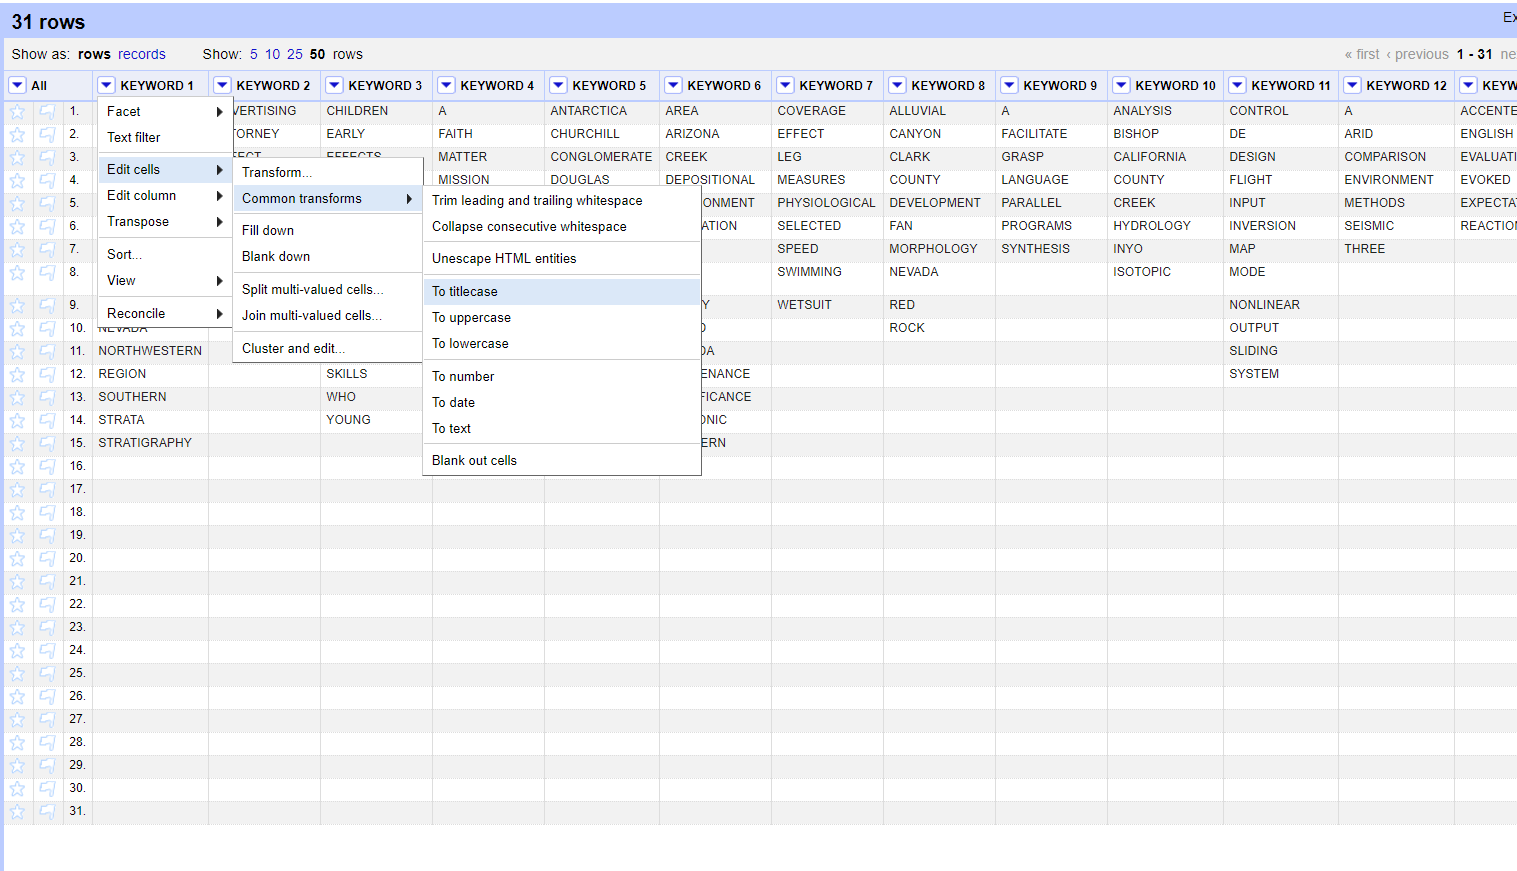 31 rows Ex
Show as: rows records Show: 5 10 25 50 rows « first ‹ previous 1 - 31 ne
All KEYWORD 1 KEYWORD 2 KEYWORD 3 KEYWORD 4 KEYWORD 5 KEYWORD 6 KEYWORD 7 KEYWORD 8 KEYWORD 9 KEYWORD 10 KEYWORD 11 KEYWORD 12 KEYW
1. VERTISING CHILDREN A ANTARCTICA AREA COVERAGE ALLUVIAL A ANALYSIS CONTROL A ACCENTE
2. TORNEY EARLY FAITH CHURCHILL ARIZONA EFFECT CANYON FACILITATE BISHOP DE ARID ENGLISH
3. MATTER CONGLOMERATE CREEK LEG CLARK GRASP CALIFORNIA DESIGN COMPARISON EVALUATI
4. MISSION DOUGLAS DEPOSITIONAL MEASURES COUNTY LANGUAGE COUNTY FLIGHT ENVIRONMENT EVOKED
5. ONMENT PHYSIOLOGICAL DEVELOPMENT PARALLEL CREEK INPUT METHODS EXPECTA
6. ATION SELECTED FAN PROGRAMS HYDROLOGY INVERSION SEISMIC REACTION
7. SPEED MORPHOLOGY SYNTHESIS INYO MAP THREE
8. SWIMMING NEVADA ISOTOPIC MODE
9. Y WETSUIT RED NONLINEAR
10. NEVADA ROCK OUTPUT
11. NORTHWESTERN DA SLIDING
12. REGION SKILLS ENANCE SYSTEM
13. SOUTHERN WHO FICANCE
14. STRATA YOUNG ONIC
15. STRATIGRAPHY ERN
16.
17.
18.
19.
20.
21.
22.
23.
24.
25.
26.
27.
28.
29.
30.
31.
Facet
Text filter
Edit cells
Edit column
Transpose
Sort...
View
Reconcile
Transform...
Common transforms
Fill down
Blank down
Split multi-valued cells...
Join multi-valued cells...
Cluster and edit...
Trim leading and trailing whitespace
Collapse consecutive whitespace
Unescape HTML entities
To titlecase
To uppercase
To lowercase
To number
To date
To text
Blank out cells